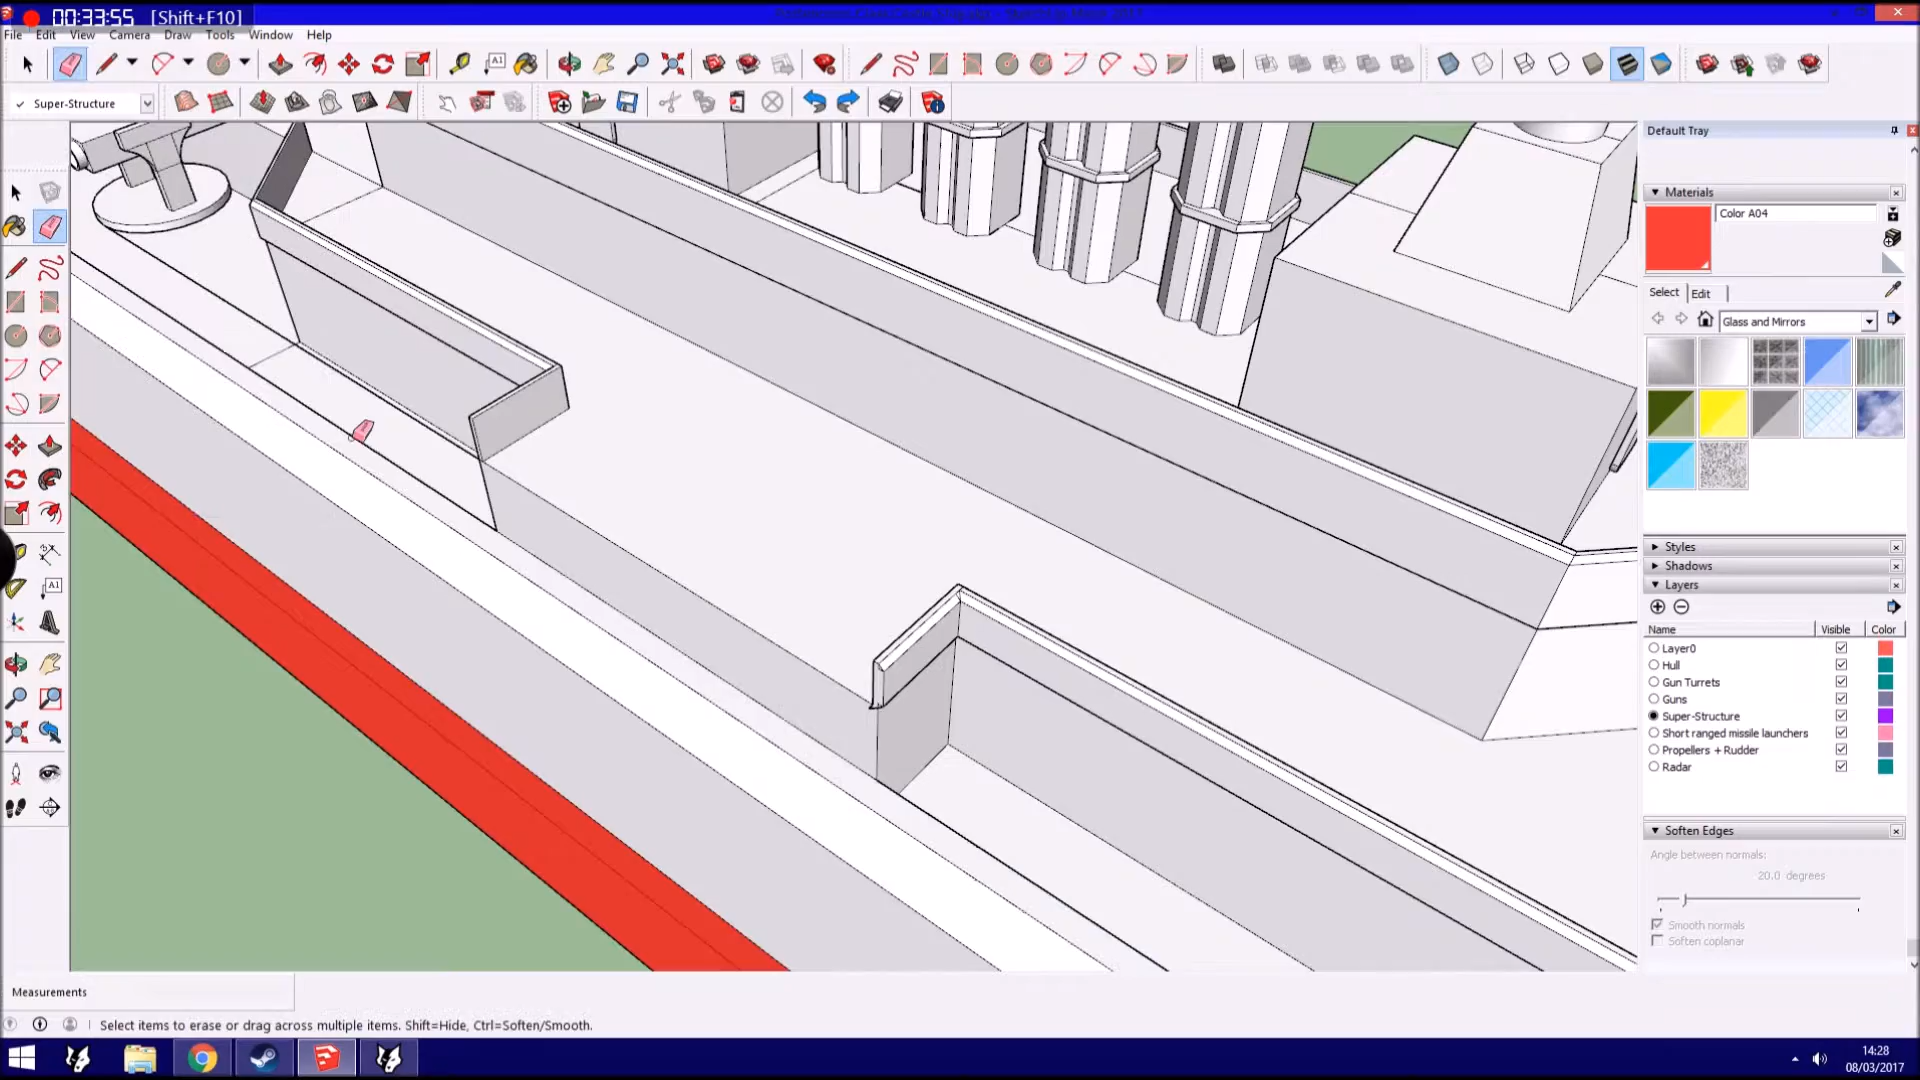 00:33:55 [Shift+F10]
File Edit View Camera Draw Tools Window Help
Super-Structure
Default Tray
Materials
Color A04
Select Edit
Glass and Mirrors
Styles
Shadows
Layers
Name Visible Color
Layer0
Hull
Gun Turrets
Guns
Super-Structure
Short ranged missile launchers
Propellers + Rudder
Radar
Soften Edges
Angle between normals:
20.0 degrees
Smooth normals
Soften coplanar
Measurements
Select items to erase or drag across multiple items. Shift=Hide, Ctrl=Soften/Smooth.
14:28
08/03/2017